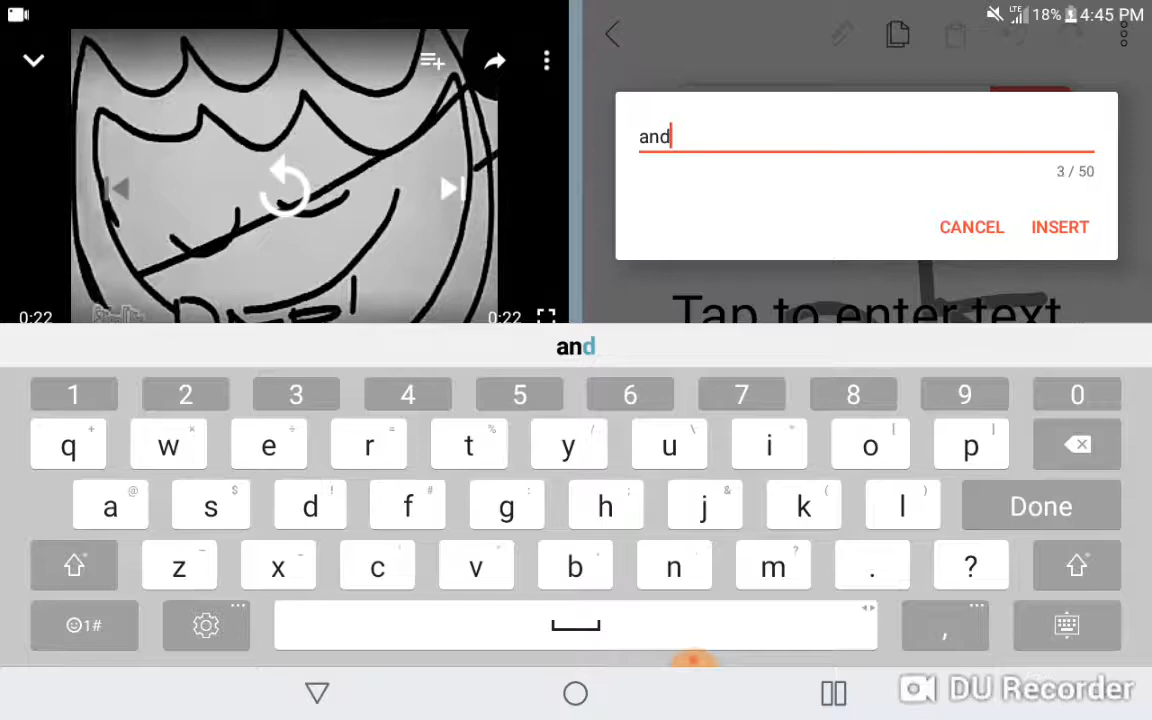 LTE 18% 4:45 PM
and
3 / 50
CANCEL INSERT
0:22 0:22
Tap to enter text
and
1 2 3 4 5 6 7 8 9 0
q w e r t y u i o p
a s d f g h j k l Done
z x c v b n m . ?
1# ,
DU Recorder